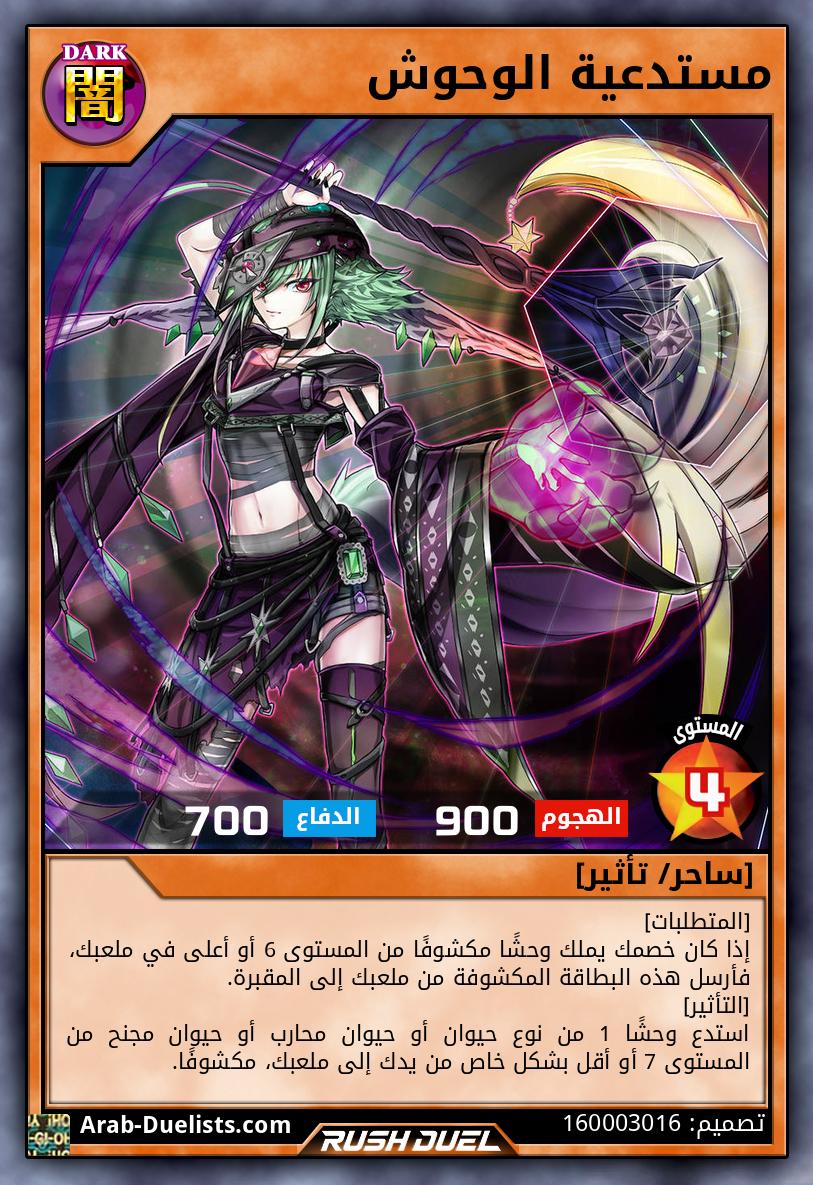 DARK
闇
مستدعية الوحوش
المستوى
4
الهجوم 900 الدفاع 700
[ساحر/ تأثير]
[المتطلبات]
إذا كان خصمك يملك وحشًا مكشوفًا من المستوى 6 أو أعلى في ملعبك،
فأرسل هذه البطاقة المكشوفة من ملعبك إلى المقبرة.
[التأثير]
استدع وحشًا 1 من نوع حيوان أو حيوان محارب أو حيوان مجنح من
المستوى 7 أو أقل بشكل خاص من يدك إلى ملعبك، مكشوفًا.
تصميم: 160003016
RUSH DUEL
Arab-Duelists.com